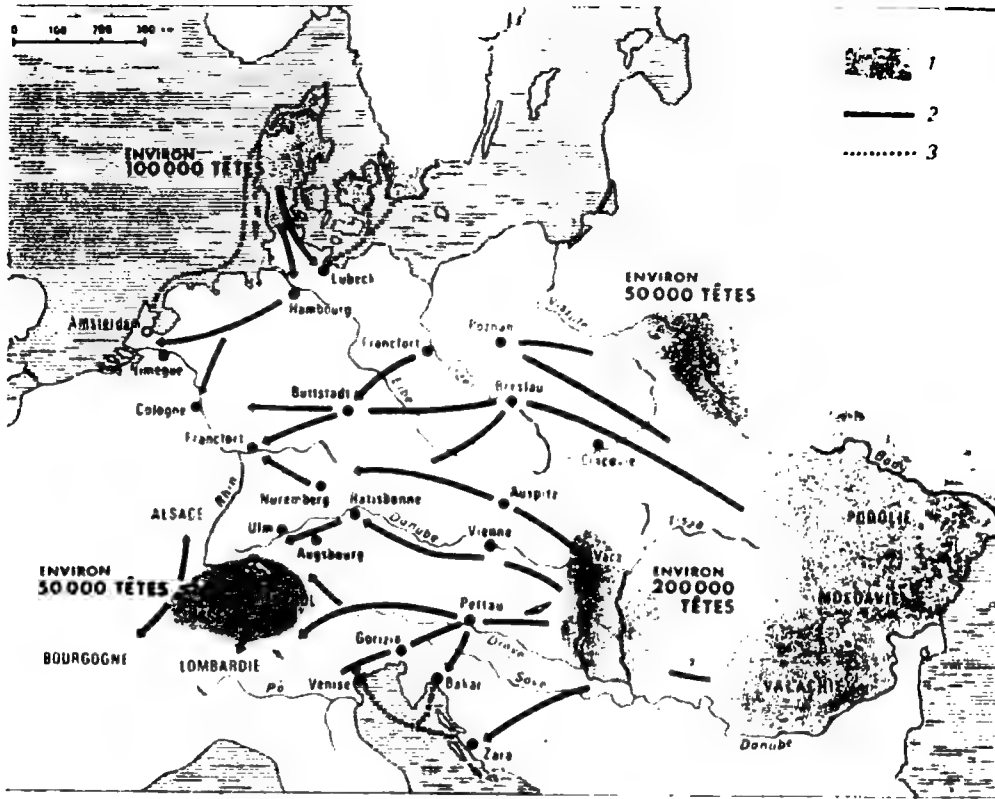 0 100 200 300
1
2
3
ENVIRON
100 000 TÊTES
Lubeck
Hambourg
ENVIRON
50 000 TÊTES
Vistule
Amsterdam
Nimègue
Francfort
Poznan
Cologne
Buttstadt
Elbe
Breslau
Francfort
Cracovie
Rhin
Nuremberg
Ratisbonne
Auspitz
ALSACE
Ulm
Danube
Vienne
Augsbourg
Vacz
Tisza
PODOLIE
ENVIRON
50 000 TÊTES
ENVIRON
200 000
TÊTES
MOLDAVIE
Pettau
Gorizia
Drave
BOURGOGNE
LOMBARDIE
Pô
Venise
Bakar
Save
?
VALACHIE
Zara
Danube